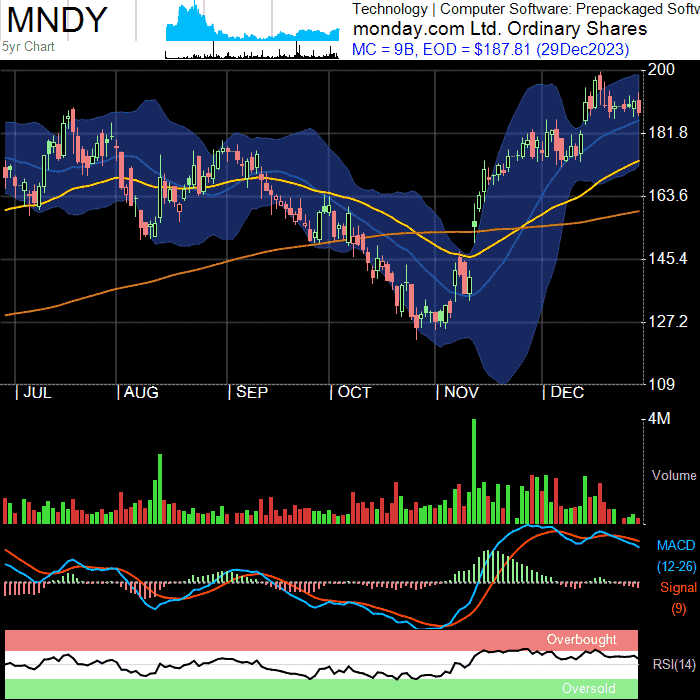 MNDY
5yr Chart
Technology | Computer Software: Prepackaged Softw
monday.com Ltd. Ordinary Shares
MC = 9B, EOD = $187.81 (29Dec2023)
200
181.8
163.6
145.4
127.2
109
| JUL | AUG | SEP | OCT | NOV | DEC
4M
Volume
MACD
(12-26)
Signal
(9)
Overbought
RSI(14)
Oversold